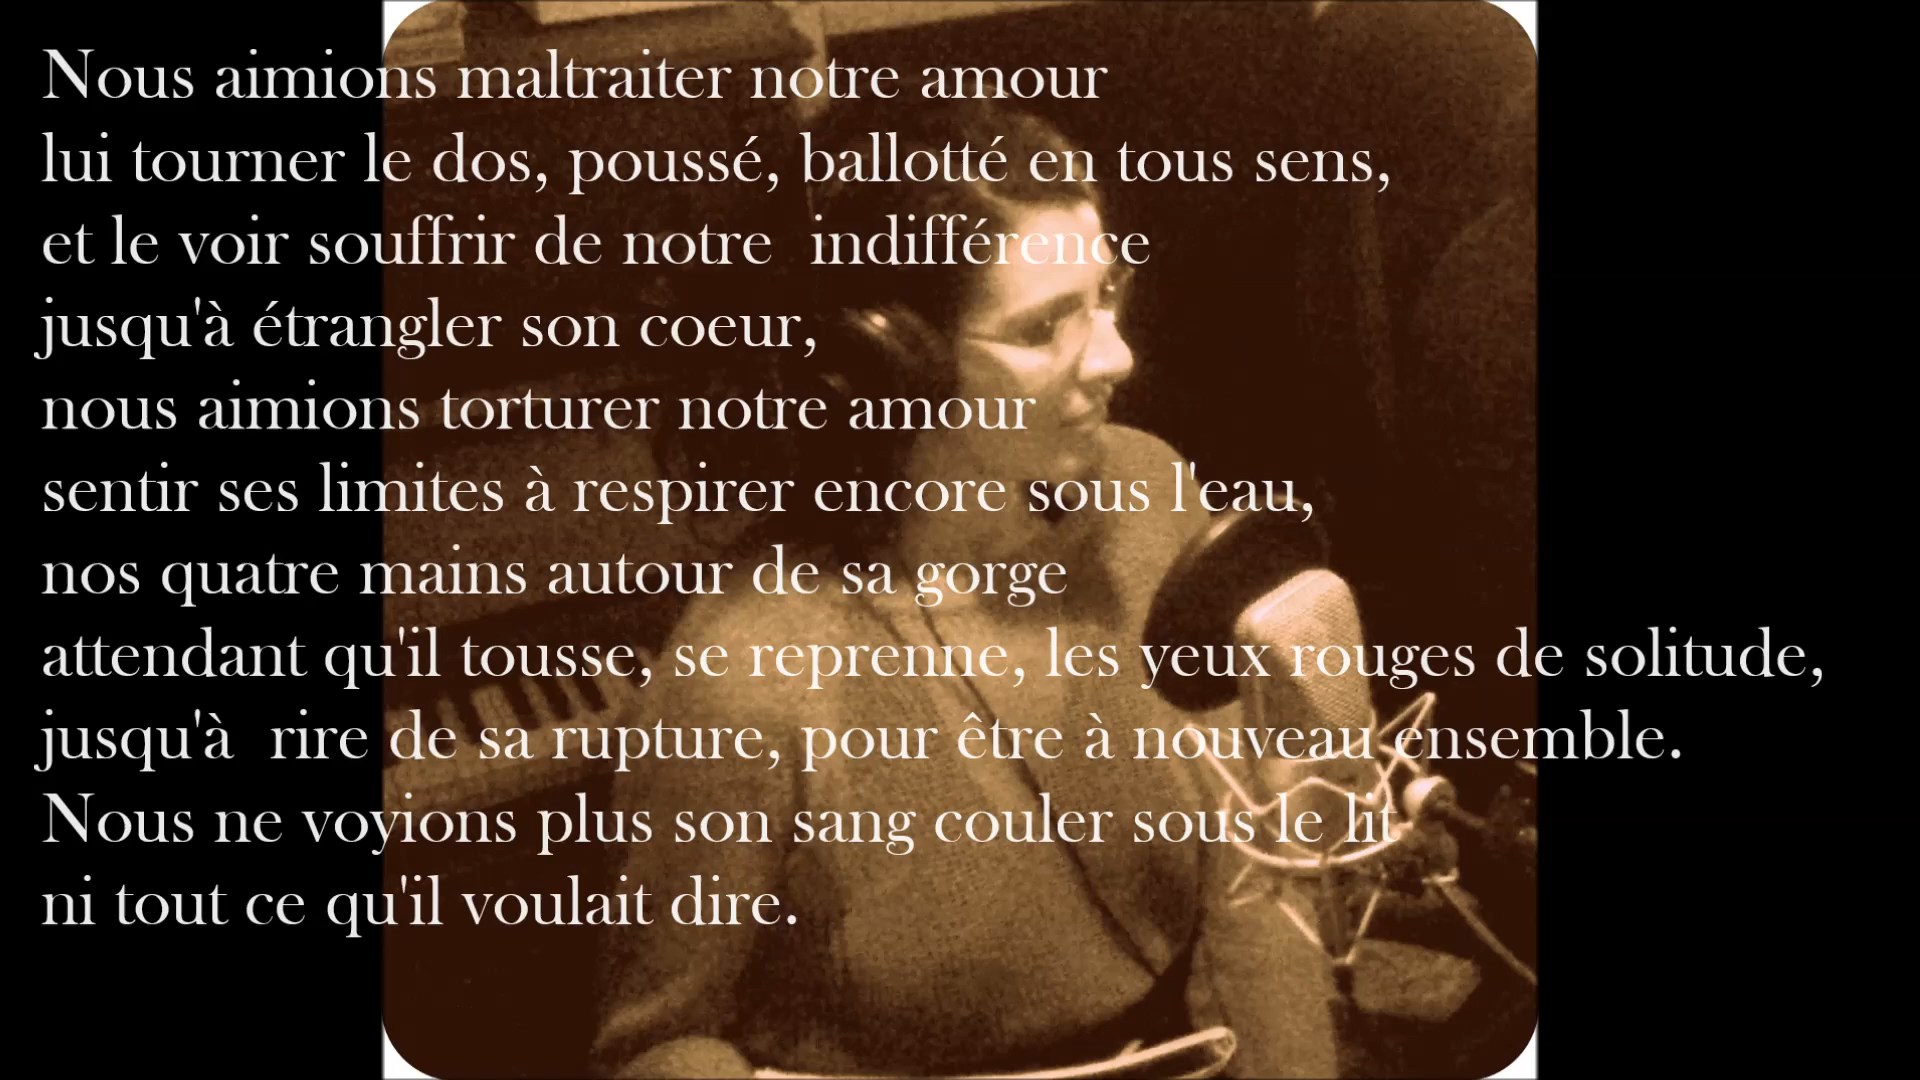 Nous aimions maltraiter notre amour
lui tourner le dos, poussé, ballotté en tous sens,
et le voir souffrir de notre  indifférence
jusqu'à étrangler son coeur,
nous aimions torturer notre amour
sentir ses limites à respirer encore sous l'eau,
nos quatre mains autour de sa gorge
attendant qu'il tousse, se reprenne, les yeux rouges de solitude,
jusqu'à  rire de sa rupture, pour être à nouveau ensemble.
Nous ne voyions plus son sang couler sous le lit
ni tout ce qu'il voulait dire.